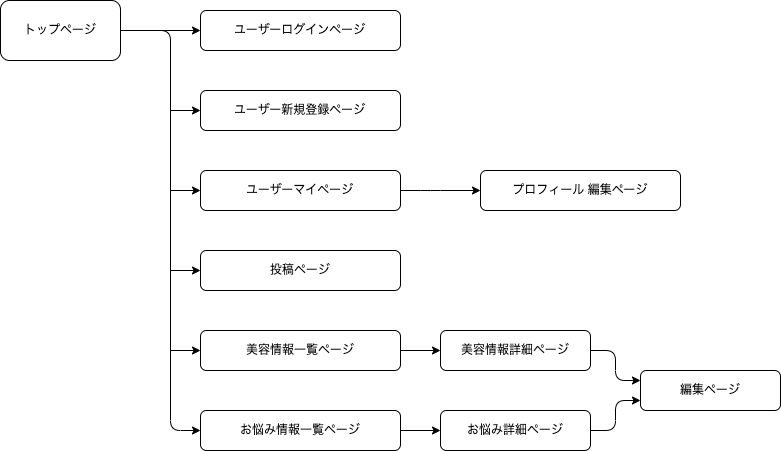 トップページ
ユーザーログインページ
ユーザー新規登録ページ
ユーザーマイページ
プロフィール 編集ページ
投稿ページ
美容情報一覧ページ
美容情報詳細ページ
編集ページ
お悩み情報一覧ページ
お悩み詳細ページ